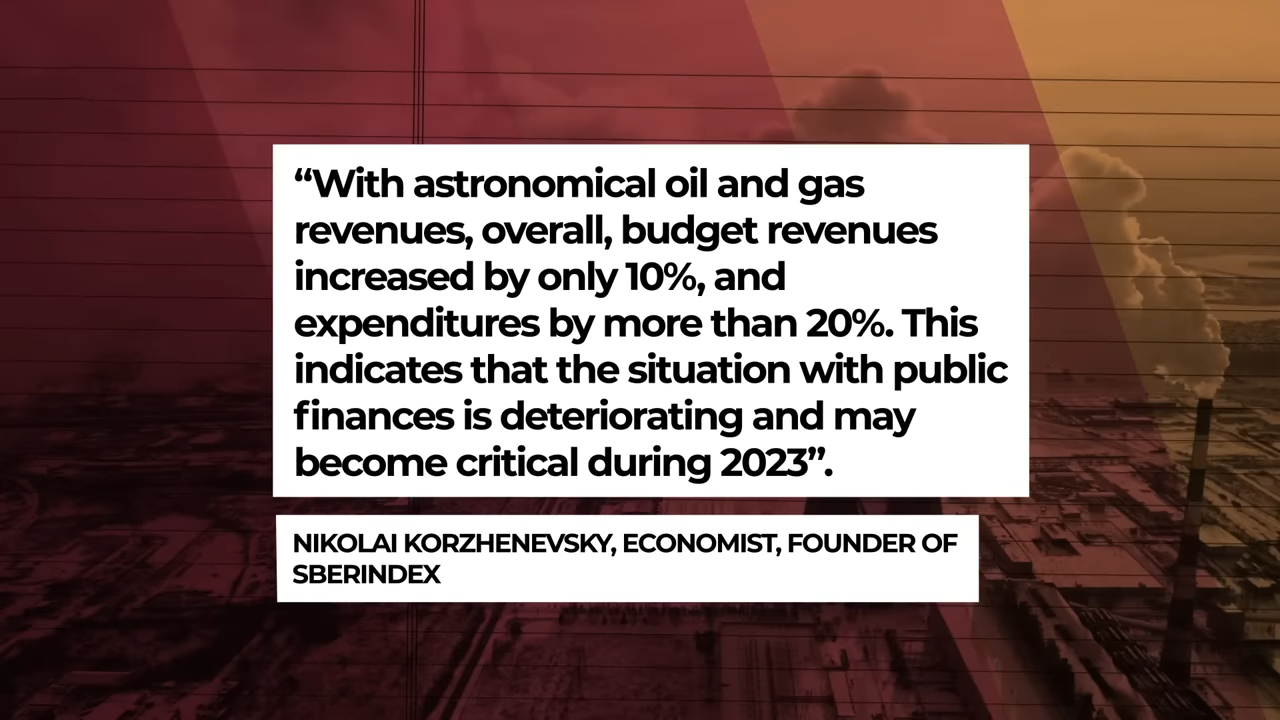 “With astronomical oil and gas
revenues, overall, budget revenues
increased by only 10%, and
expenditures by more than 20%. This
indicates that the situation with public
finances is deteriorating and may
become critical during 2023”.
NIKOLAI KORZHENEVSKY, ECONOMIST, FOUNDER OF
SBERINDEX